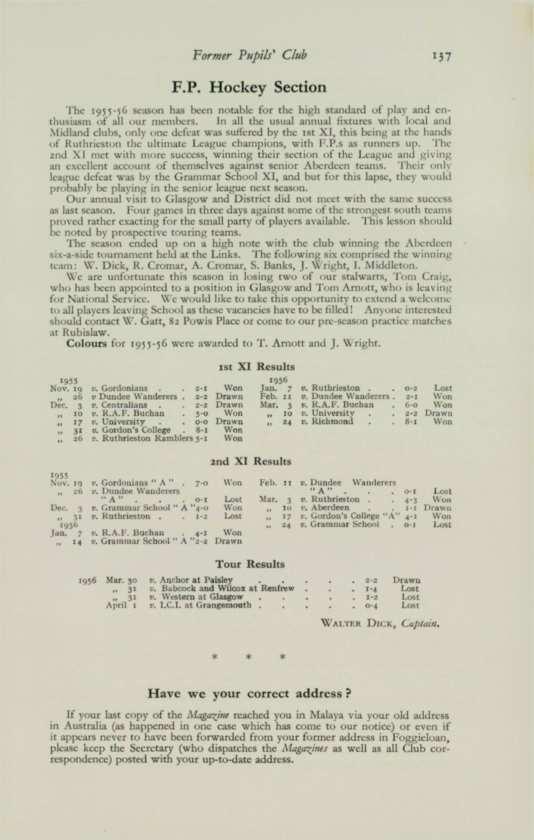 Former Pupils' Club 137
F.P. Hockey Section
The 1955-56 season has been notable for the high standard of play and en-
thusiasm of all our members. In all the usual annual fixtures with local and
Midland clubs, only one defeat was suffered by the 1st XI, this being at the hands
of Ruthrieston the ultimate League champions, with F.P.s as runners up. The
2nd XI met with more success, winning their section of the League and giving
an excellent account of themselves against senior Aberdeen teams. Their only
league defeat was by the Grammar School XI, and but for this lapse, they would
probably be playing in the senior league next season.
Our annual visit to Glasgow and District did not meet with the same success
as last season. Four games in three days against some of the strongest south teams
proved rather exacting for the small party of players available. This lesson should
be noted by prospective touring teams.
The season ended up on a high note with the club winning the Aberdeen
six-a-side tournament held at the Links. The following six comprised the winning
team: W. Dick, R. Cromar, A. Cromar, S. Banks, J. Wright, I. Middleton.
We are unfortunate this season in losing two of our stalwarts, Tom Craig,
who has been appointed to a position in Glasgow and Tom Arnott, who is leaving
for National Service. We would like to take this opportunity to extend a welcome
to all players leaving School as these vacancies have to be filled! Anyone interested
should contact W. Gatt, 82 Powis Place or come to our pre-season practice matches
at Rubislaw.
Colours for 1955-56 were awarded to T. Arnott and J. Wright.
1st XI Results
1955
Nov. 19 v. Gordonians . . 2-1 Won
„ 26 v Dundee Wanderers . 2-2 Drawn
Dec. 3 v. Centralians . . 2-2 Drawn
„ 10 v. R.A.F. Buchan . 5-0 Won
„ 17 v. University . . 0-0 Drawn
„ 31 v. Gordon's College . 8-1 Won
„ 26 v. Ruthrieston Ramblers 5-1 Won
1956
Jan. 7 v. Ruthrieston . . 0-2 Lost
Feb. 11 v. Dundee Wanderers . 2-1 Won
Mar. 3 v. R.A.F. Buchan . 6-0 Won
„ 10 v. University . . 2-2 Drawn
„ 24 v. Richmond . . 8-1 Won
2nd XI Results
1955
Nov. 19 v. Gordonians " A " . 7-0 Won
„ 26 v. Dundee Wanderers
" A " . . . 0-1 Lost
Dec. 3 v. Grammar School " A " 4-0 Won
„ 31 v. Ruthrieston . . 1-2 Lost
1956
Jan. 7 v. R.A.F. Buchan . 4-1 Won
„ 14 v. Grammar School " A " 2-2 Drawn
Feb. 11 v. Dundee Wanderers
" A " . . . 0-1 Lost
Mar. 3 v. Ruthrieston . . 4-3 Won
„ 10 v. Aberdeen . . 1-1 Drawn
„ 17 v. Gordon's College "A" 4-1 Won
„ 24 v. Grammar School . 0-1 Lost
Tour Results
1956 Mar. 30 v. Anchor at Paisley . . . . . 2-2 Drawn
„ 31 v. Babcock and Wilcox at Renfrew . . . 1-4 Lost
„ 31 v. Western at Glasgow . . . . . 1-2 Lost
April 1 v. I.C.I. at Grangemouth . . . . . 0-4 Lost
Walter Dick, Captain.
* * *
Have we your correct address?
If your last copy of the Magazine reached you in Malaya via your old address
in Australia (as happened in one case which has come to our notice) or even if
it appears never to have been forwarded from your former address in Foggieloan,
please keep the Secretary (who dispatches the Magazines as well as all Club cor-
respondence) posted with your up-to-date address.